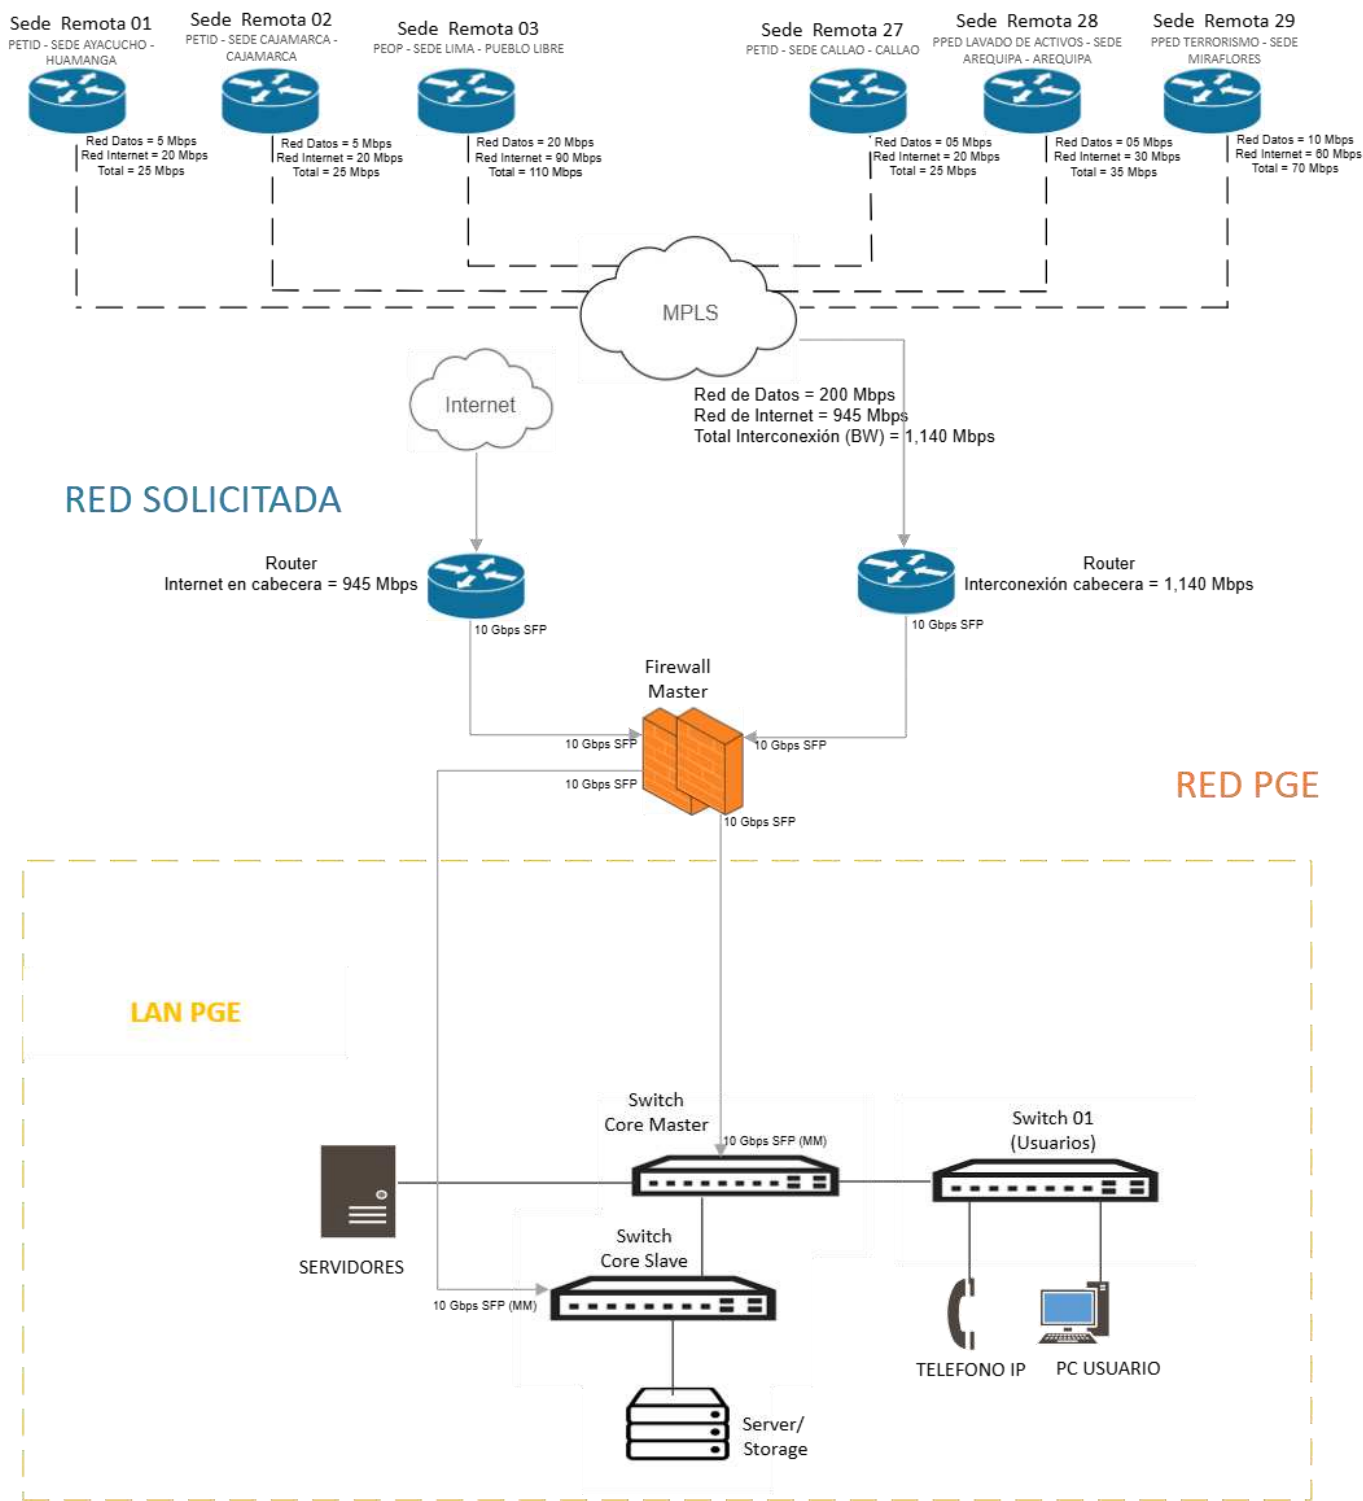 Sede Remota 01
PETID - SEDE AYACUCHO -
HUAMANGA
Sede Remota 02
PETID - SEDE CAJAMARCA -
CAJAMARCA
Sede Remota 03
PEOP - SEDE LIMA - PUEBLO LIBRE
Sede Remota 27
PETID - SEDE CALLAO - CALLAO
Sede Remota 28
PPED LAVADO DE ACTIVOS - SEDE
AREQUIPA - AREQUIPA
Sede Remota 29
PPED TERRORISMO - SEDE
MIRAFLORES
Red Datos = 5 Mbps
Red Internet = 20 Mbps
Total = 25 Mbps
Red Datos = 5 Mbps
Red Internet = 20 Mbps
Total = 25 Mbps
Red Datos = 20 Mbps
Red Internet = 90 Mbps
Total = 110 Mbps
Red Datos = 05 Mbps
Red Internet = 20 Mbps
Total = 25 Mbps
Red Datos = 05 Mbps
Red Internet = 30 Mbps
Total = 35 Mbps
Red Datos = 10 Mbps
Red Internet = 60 Mbps
Total = 70 Mbps
MPLS
Internet
Red de Datos = 200 Mbps
Red de Internet = 945 Mbps
Total Interconexión (BW) = 1,140 Mbps
RED SOLICITADA
Router
Internet en cabecera = 945 Mbps
Router
Interconexión cabecera = 1,140 Mbps
10 Gbps SFP
10 Gbps SFP
Firewall
Master
10 Gbps SFP
10 Gbps SFP
10 Gbps SFP
10 Gbps SFP
RED PGE
LAN PGE
Switch
Core Master
10 Gbps SFP (MM)
Switch 01
(Usuarios)
SERVIDORES
Switch
Core Slave
10 Gbps SFP (MM)
TELEFONO IP
PC USUARIO
Server/
Storage